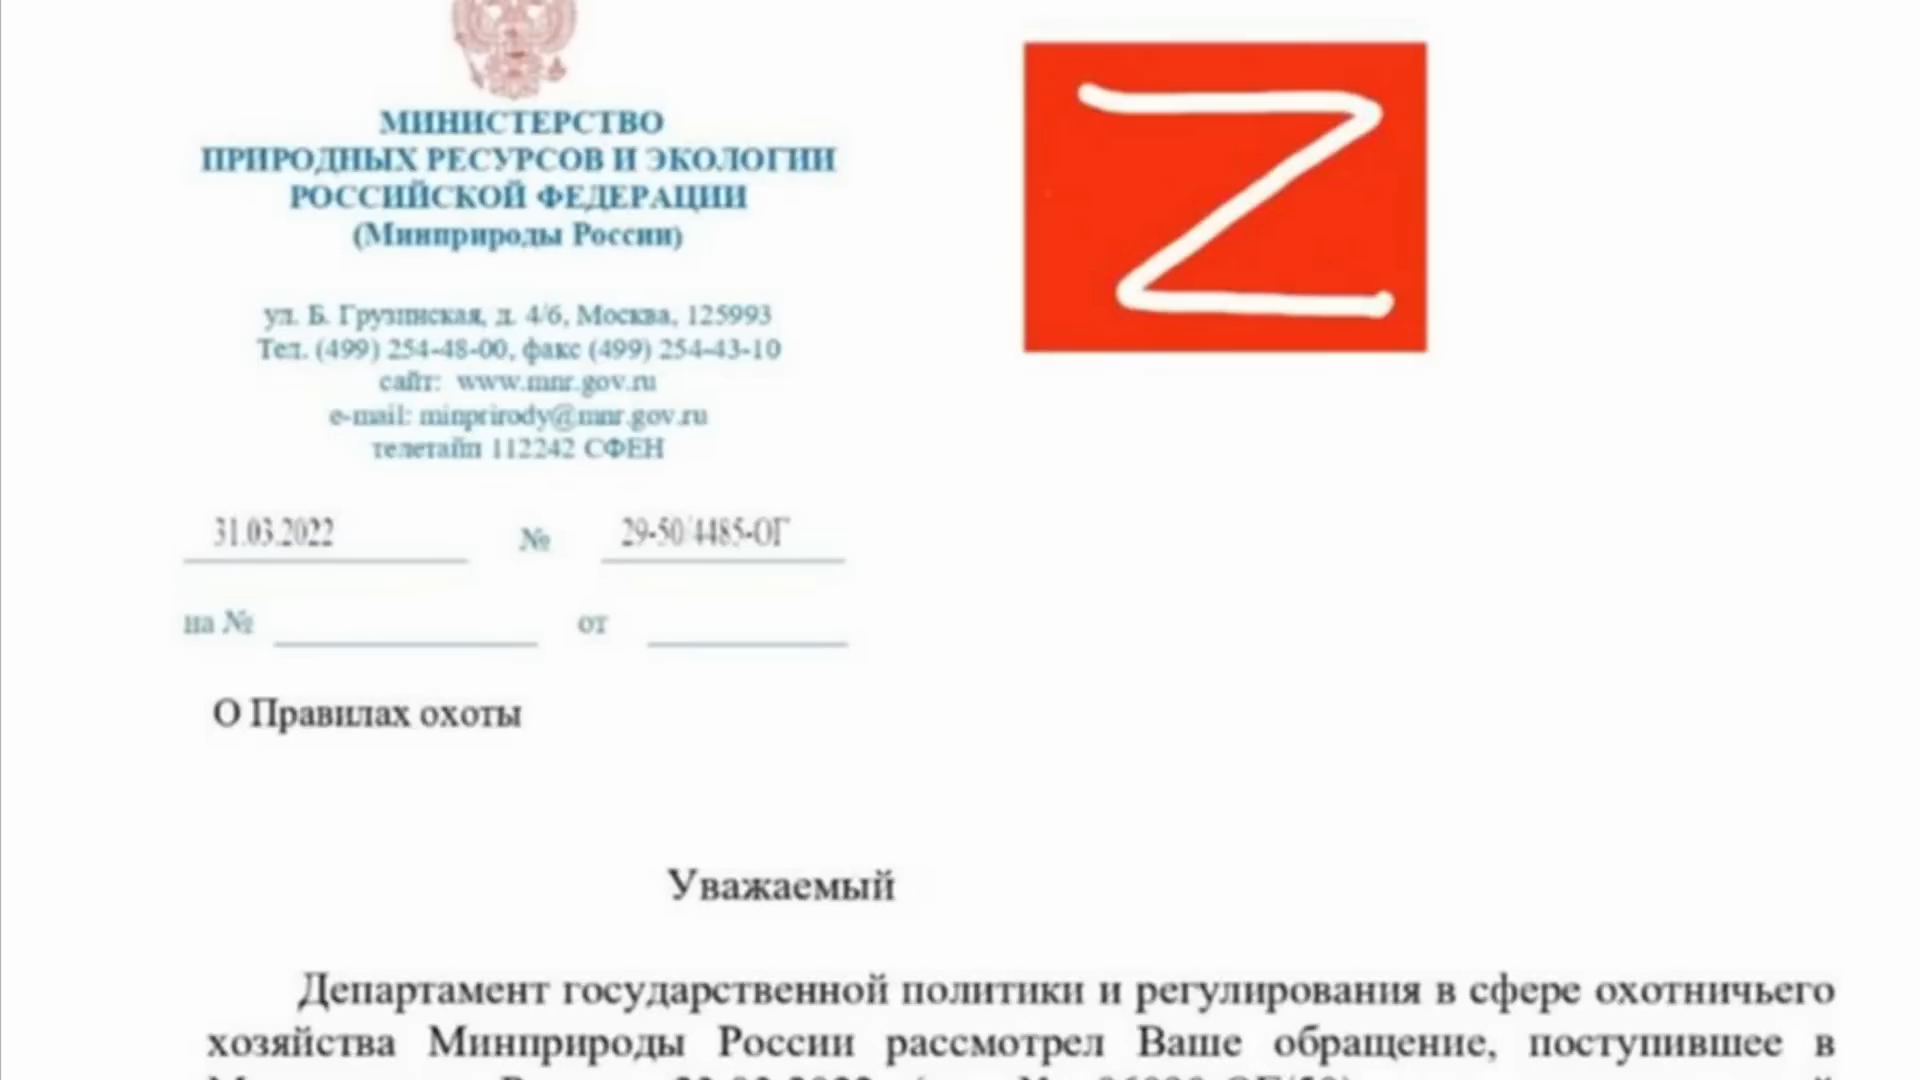 МИНИСТЕРСТВО
ПРИРОДНЫХ РЕСУРСОВ И ЭКОЛОГИИ
РОССИЙСКОЙ ФЕДЕРАЦИИ
(Минприроды России)
ул. Б. Грузинская, д. 4/6, Москва, 125993
Тел. (499) 254-48-00, факс (499) 254-43-10
сайт: www.mnr.gov.ru
e-mail: minprirody@mnr.gov.ru
телетайп 112242 СФЕН
Z
31.03.2022 № 29-50/4485-ОГ
на № от
О Правилах охоты
Уважаемый
Департамент государственной политики и регулирования в сфере охотничьего
хозяйства Минприроды России рассмотрел Ваше обращение, поступившее в